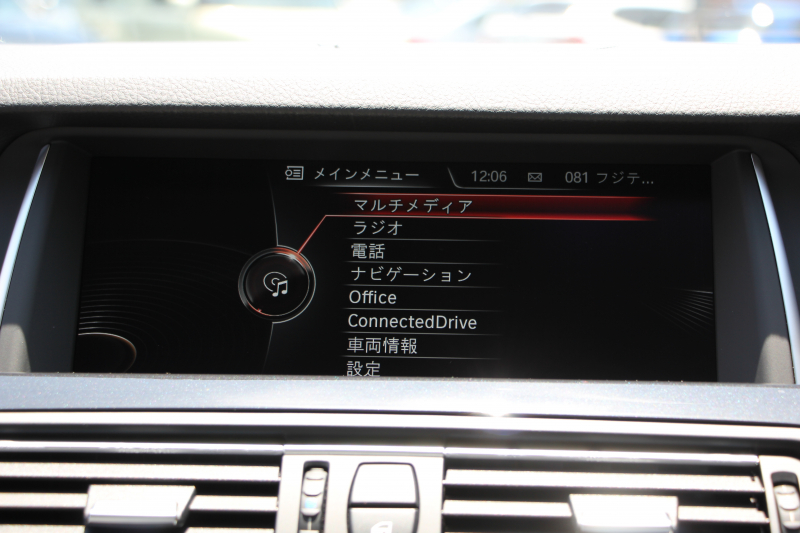 メインメニュー 12:06 081 フジテ...
マルチメディア
ラジオ
電話
ナビゲーション
Office
ConnectedDrive
車両情報
設定